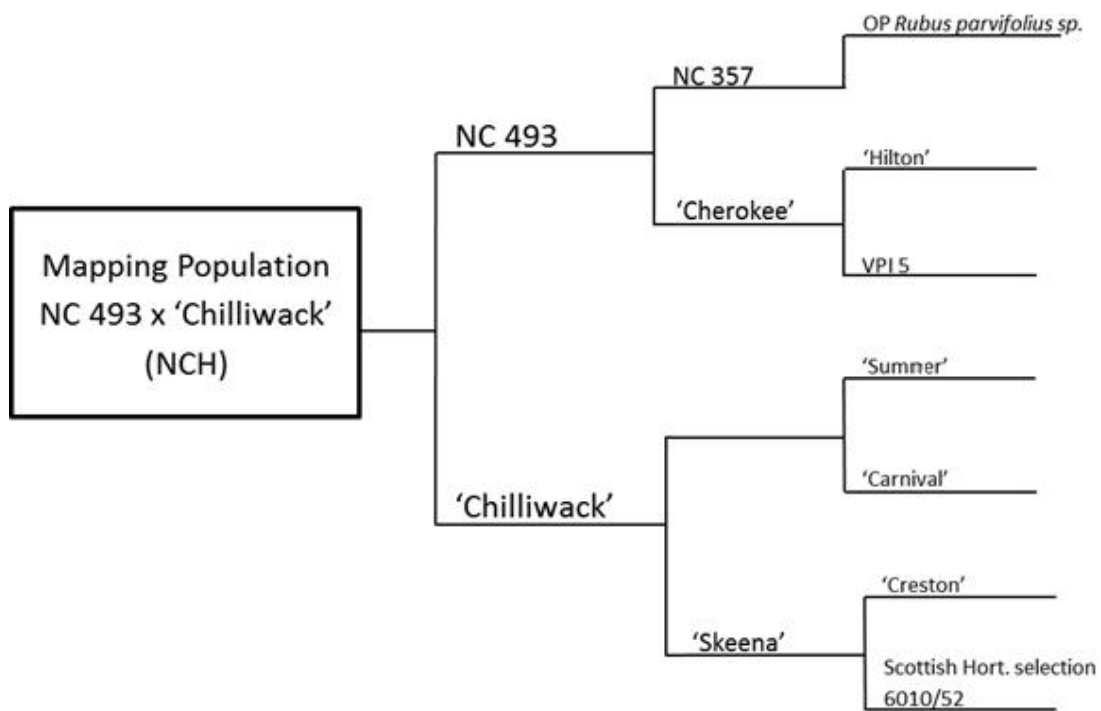 OP Rubus parvifolius sp.
NC 357
NC 493
'Hilton'
'Cherokee'
VPI 5
Mapping Population
NC 493 x 'Chilliwack'
(NCH)
'Summer'
'Carnival'
'Chilliwack'
'Creston'
'Skeena'
Scottish Hort. selection
6010/52